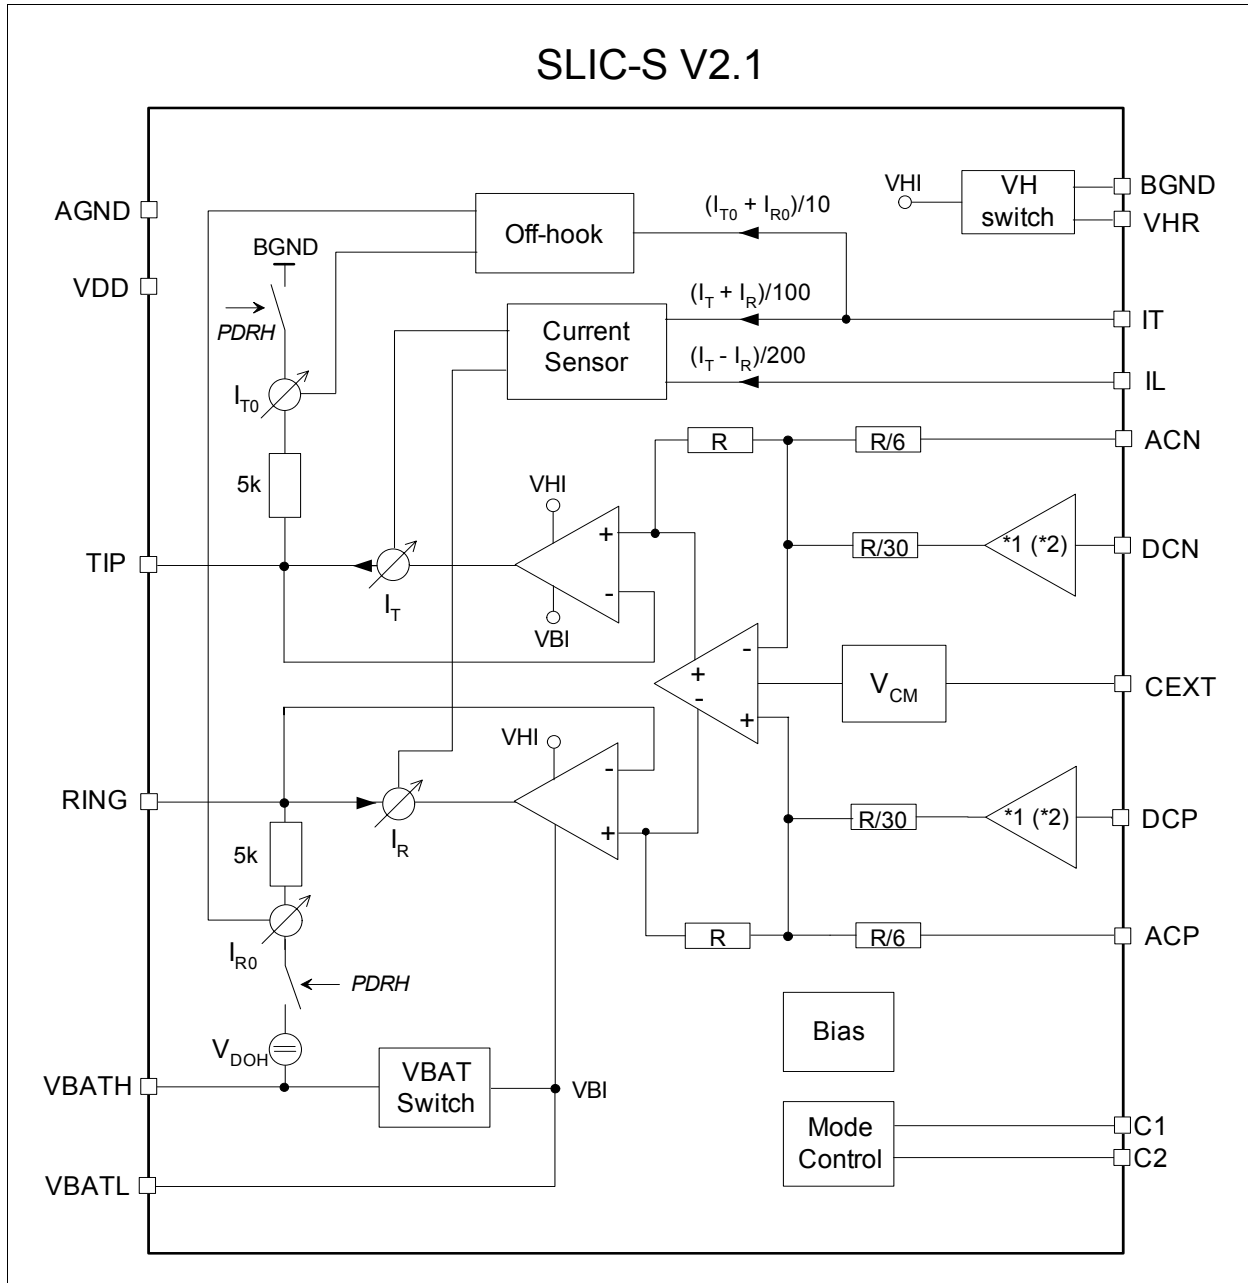 SLIC-S V2.1
AGND
VDD
TIP
RING
VBATH
VBATL
BGND
VHR
IT
IL
ACN
DCN
CEXT
DCP
ACP
C1
C2
VHI
VH
switch
Off-hook
(IT0 + IR0)/10
BGND
PDRH
IT0
5k
Current
Sensor
(IT + IR)/100
(IT - IR)/200
R
R/6
VHI
+
-
VBI
IT
R/30
*1 (*2)
-
+
-
+
VCM
VHI
-
+
IR
5k
IR0
PDRH
VDOH
R/30
*1 (*2)
R
R/6
VBAT
Switch
VBI
Bias
Mode
Control